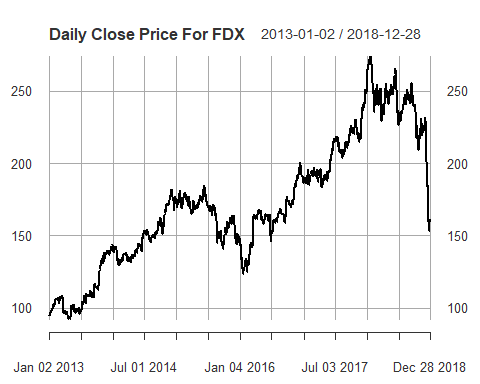 Daily Close Price For FDX 2013-01-02 / 2018-12-28
250 250
200 200
150 150
100 100
Jan 02 2013 Jul 01 2014 Jan 04 2016 Jul 03 2017 Dec 28 2018